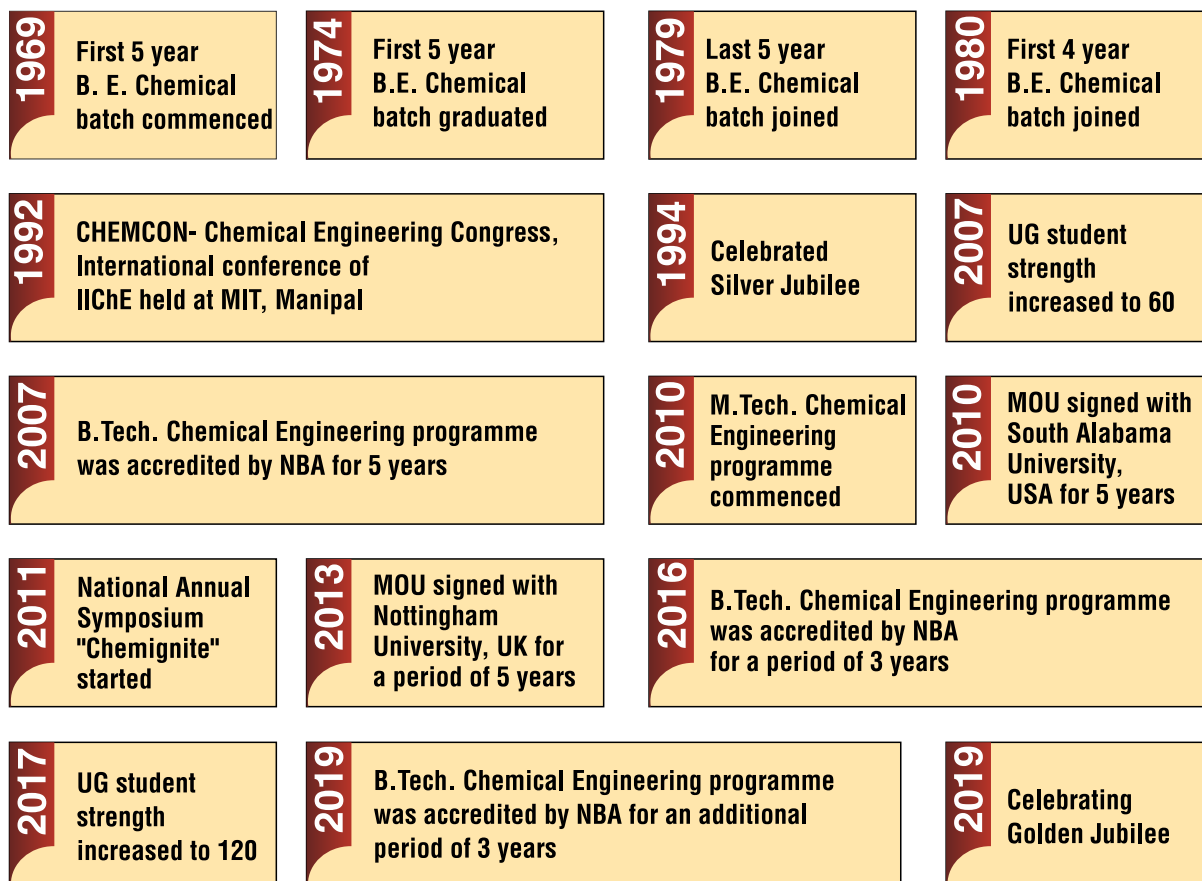 1969
First 5 year
B. E. Chemical
batch commenced
1974
First 5 year
B.E. Chemical
batch graduated
1979
Last 5 year
B.E. Chemical
batch joined
1980
First 4 year
B.E. Chemical
batch joined
1992
CHEMCON- Chemical Engineering Congress,
International conference of
IIChE held at MIT, Manipal
1994
Celebrated
Silver Jubilee
2007
UG student
strength
increased to 60
2007
B.Tech. Chemical Engineering programme
was accredited by NBA for 5 years
2010
M.Tech. Chemical
Engineering
programme
commenced
2010
MOU signed with
South Alabama
University,
USA for 5 years
2011
National Annual
Symposium
"Chemignite"
started
2013
MOU signed with
Nottingham
University, UK for
a period of 5 years
2016
B.Tech. Chemical Engineering programme
was accredited by NBA
for a period of 3 years
2017
UG student
strength
increased to 120
2019
B.Tech. Chemical Engineering programme
was accredited by NBA for an additional
period of 3 years
2019
Celebrating
Golden Jubilee